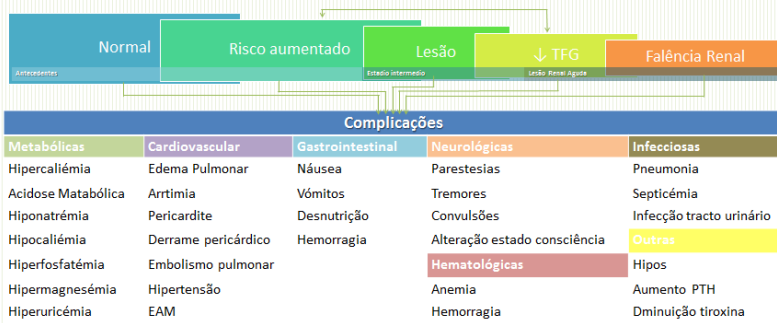 Normal
Risco aumentado
Lesão
↓ TFG
Falência Renal
Antecedentes
Estadio intermedio
Lesão Renal Aguda
Complicações
Metabólicas
Hipercaliémia
Acidose Matabólica
Hiponatrémia
Hipocaliémia
Hiperfosfatémia
Hipermagnesémia
Hiperuricémia
Cardiovascular
Edema Pulmonar
Arrtimia
Pericardite
Derrame pericárdico
Embolismo pulmonar
Hipertensão
EAM
Gastrointestinal
Náusea
Vómitos
Desnutrição
Hemorragia
Neurológicas
Parestesias
Tremores
Convulsões
Alteração estado consciência
Hematológicas
Anemia
Hemorragia
Infecciosas
Pneumonia
Septicémia
Infecção tracto urinário
Outras
Hipos
Aumento PTH
Dminuição tiroxina